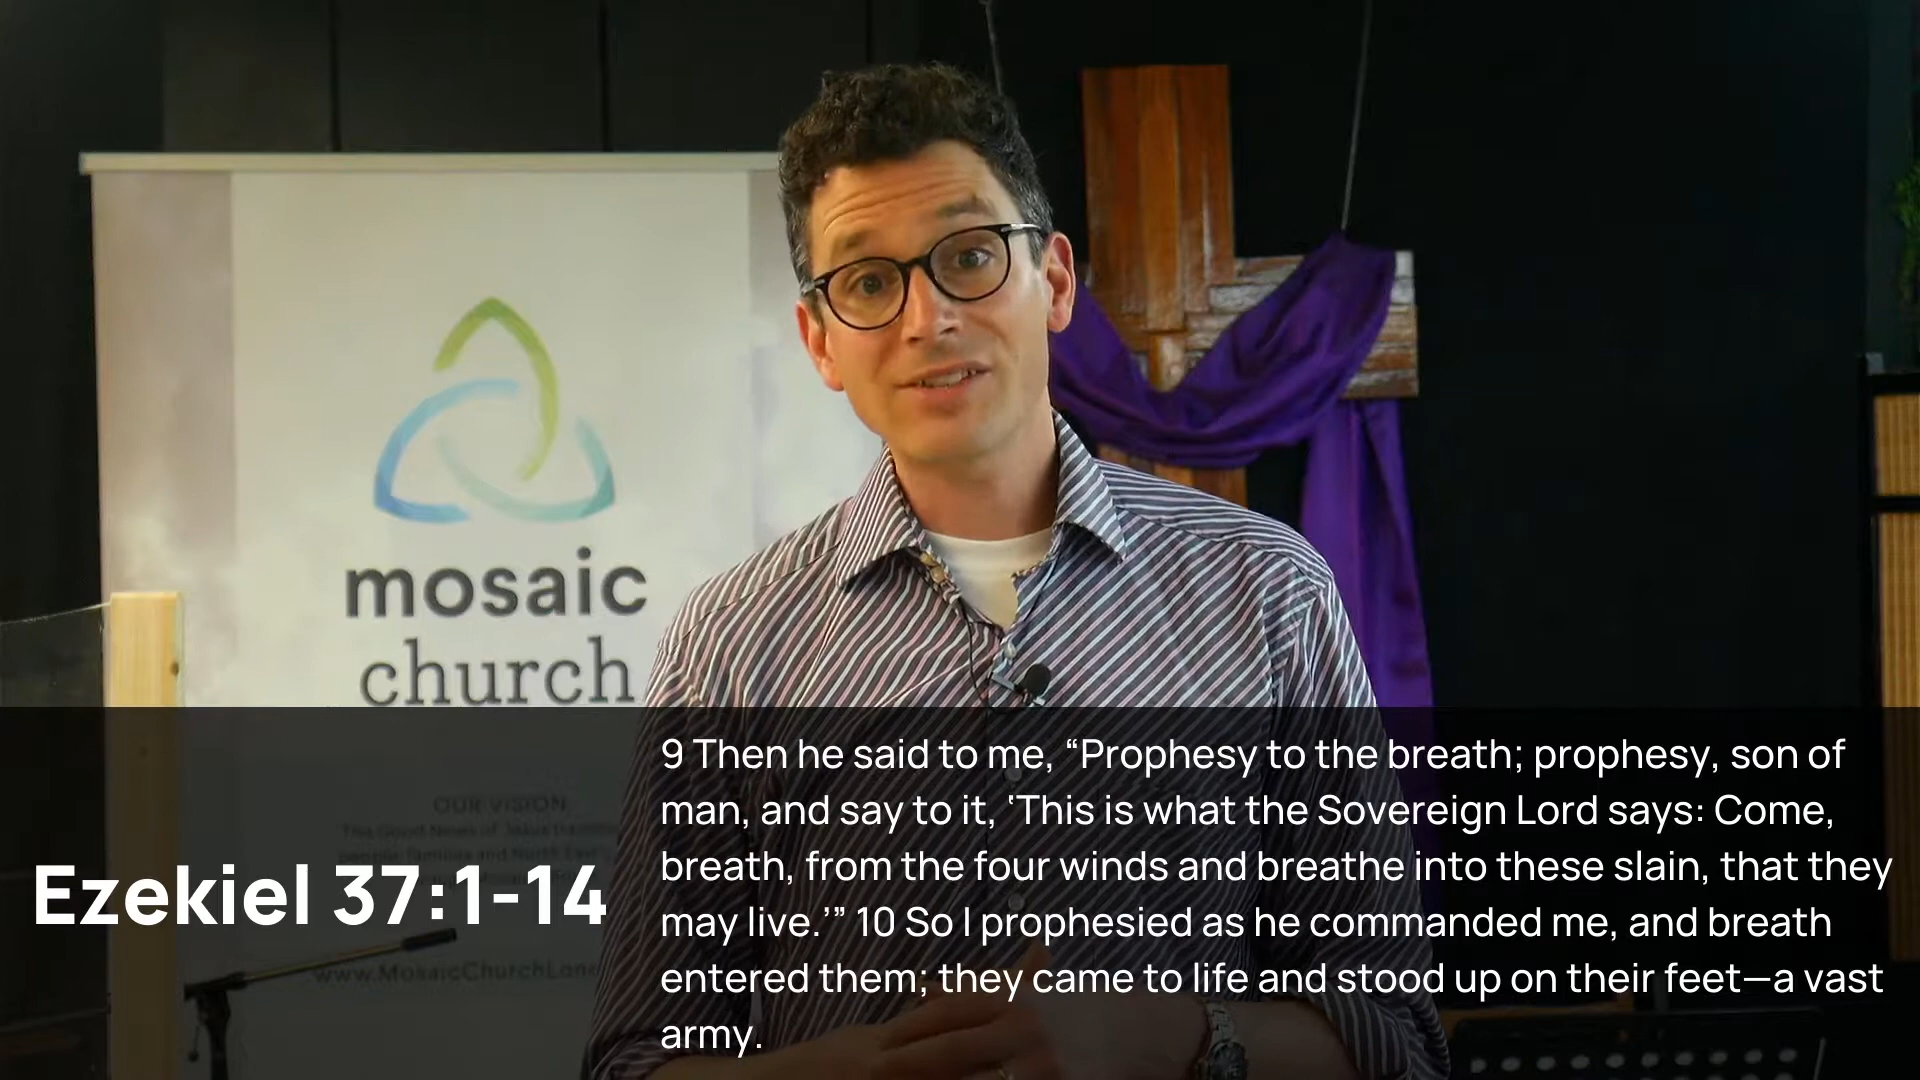 mosaic
church
OUR VISION
Ezekiel 37:1-14
9 Then he said to me, “Prophesy to the breath; prophesy, son of
man, and say to it, ‘This is what the Sovereign Lord says: Come,
breath, from the four winds and breathe into these slain, that they
may live.’” 10 So I prophesied as he commanded me, and breath
entered them; they came to life and stood up on their feet—a vast
army.